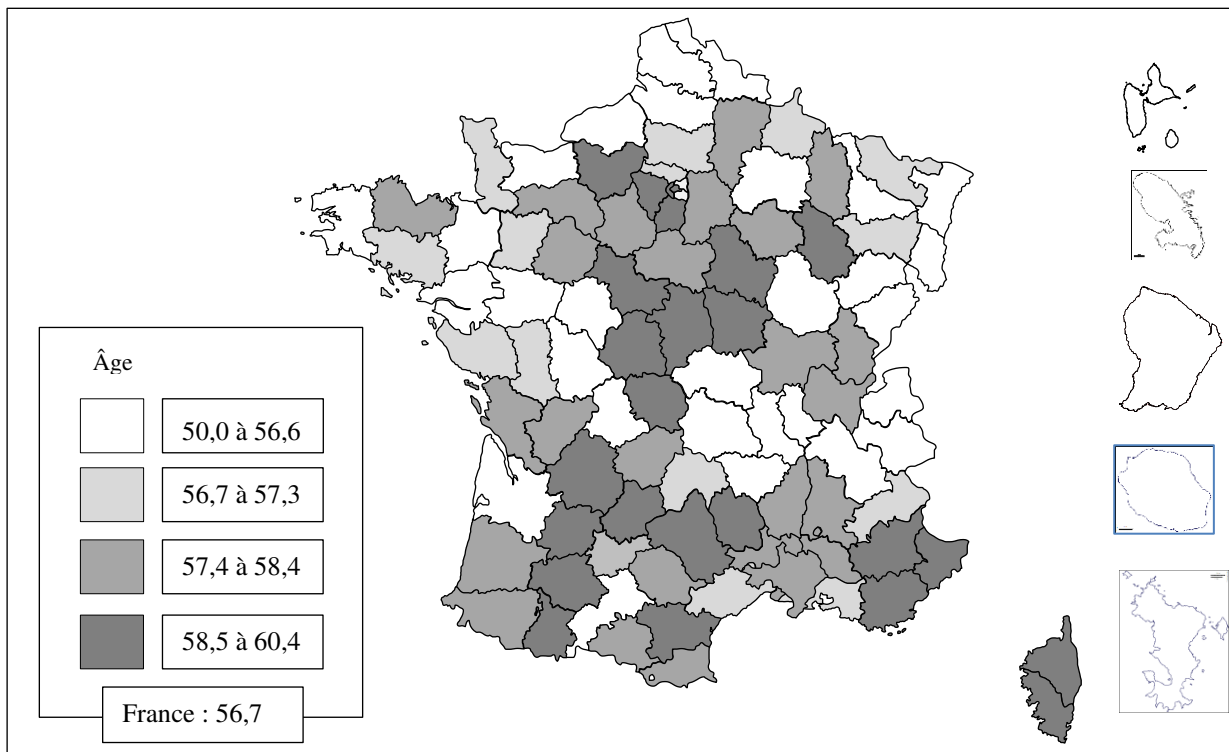 Âge
50,0 à 56,6
56,7 à 57,3
57,4 à 58,4
58,5 à 60,4
France : 56,7